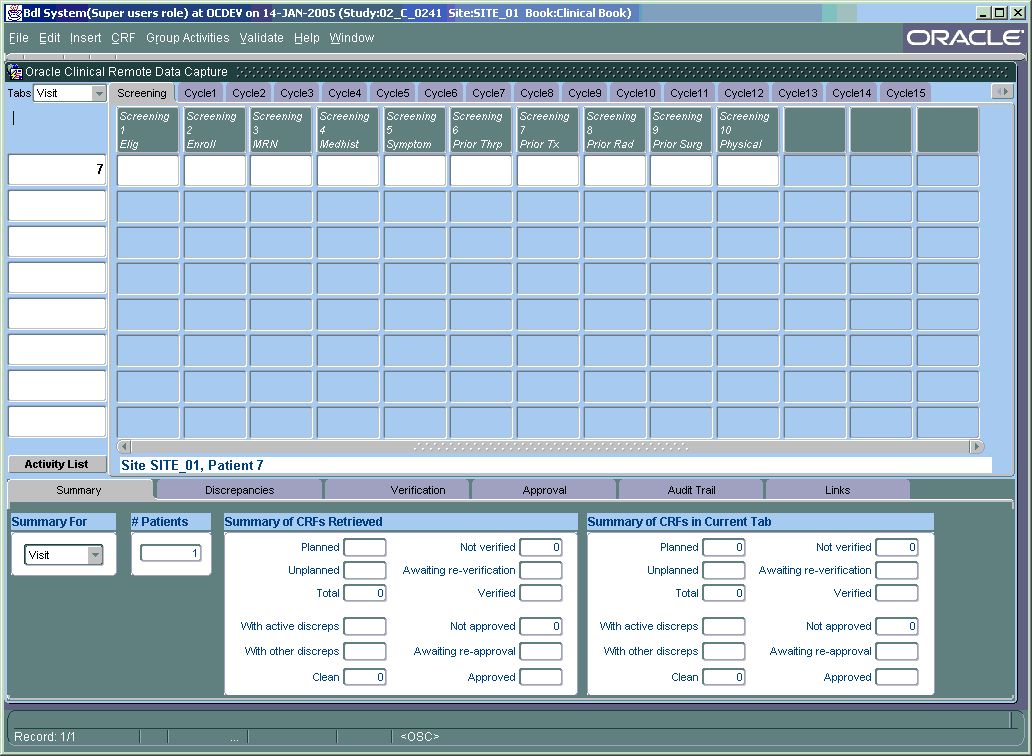 Bdl System(Super users role) at OCDEV on 14-JAN-2005 (Study:02_C_0241 Site:SITE_01 Book:Clinical Book)
File Edit Insert CRF Group Activities Validate Help Window
ORACLE
Oracle Clinical Remote Data Capture
Tabs Visit Screening Cycle1 Cycle2 Cycle3 Cycle4 Cycle5 Cycle6 Cycle7 Cycle8 Cycle9 Cycle10 Cycle11 Cycle12 Cycle13 Cycle14 Cycle15
Screening Screening Screening Screening Screening Screening Screening Screening Screening Screening
1 2 3 4 5 6 7 8 9 10
Elig Enroll MRN Medhist Symptom Prior Thrp Prior Tx Prior Rad Prior Surg Physical
7
Activity List Site SITE_01, Patient 7
Summary Discrepancies Verification Approval Audit Trail Links
Summary For # Patients Summary of CRFs Retrieved Summary of CRFs in Current Tab
Planned Not verified 0 Planned 0 Not verified 0
Visit 1
Unplanned Awaiting re-verification Unplanned Awaiting re-verification
Total 0 Verified Total 0 Verified
With active discreps Not approved 0 With active discreps Not approved 0
With other discreps Awaiting re-approval With other discreps Awaiting re-approval
Clean 0 Approved Clean 0 Approved
Record: 1/1 ... <OSC>